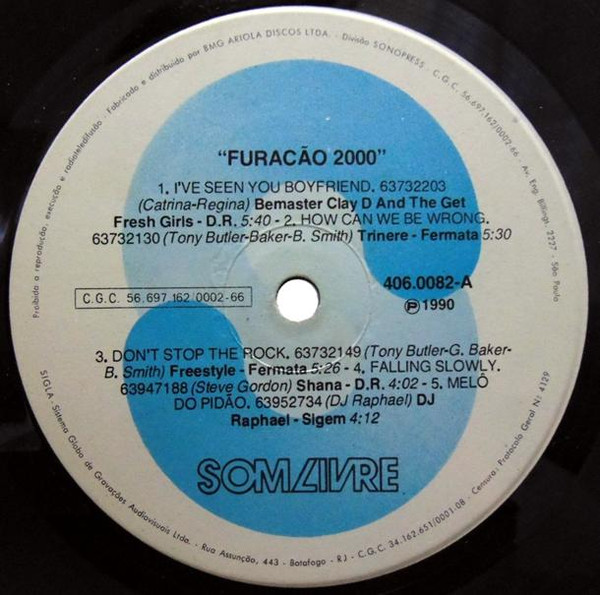 Proibida a reprodução, execução e radioteledifusão · Fabricado e distribuído por BMG ARIOLA DISCOS LTDA. · Divisão SONOPRESS · C.G.C. 56.697.162/0002-66 · Av. Eng. Billings, 2227 · São Paulo
"FURACÃO 2000"
1. I'VE SEEN YOU BOYFRIEND. 63732203
(Catrina-Regina) Bemaster Clay D And The Get
Fresh Girls - D.R. 5:40 - 2. HOW CAN WE BE WRONG.
63732130 (Tony Butler-Baker-B. Smith) Trinere - Fermata 5:30
406.0082-A
C.G.C. 56.697.162/0002-66
Ⓟ 1990
3. DON'T STOP THE ROCK. 63732149 (Tony Butler-G. Baker-
B. Smith) Freestyle - Fermata 5:26 - 4. FALLING SLOWLY.
63947188 (Steve Gordon) Shana - D.R. 4:02 - 5. MELÔ
DO PIDÃO. 63952734 (DJ Raphael) DJ
Raphael - Sigem 4:12
SOM LIVRE
SIGLA - Sistema Globo de Gravações Audiovisuais Ltda. - Rua Assunção, 443 - Botafogo - RJ - C.G.C. 34.162.651/0001-08 - Censura: Protocolo Geral Nº 4129